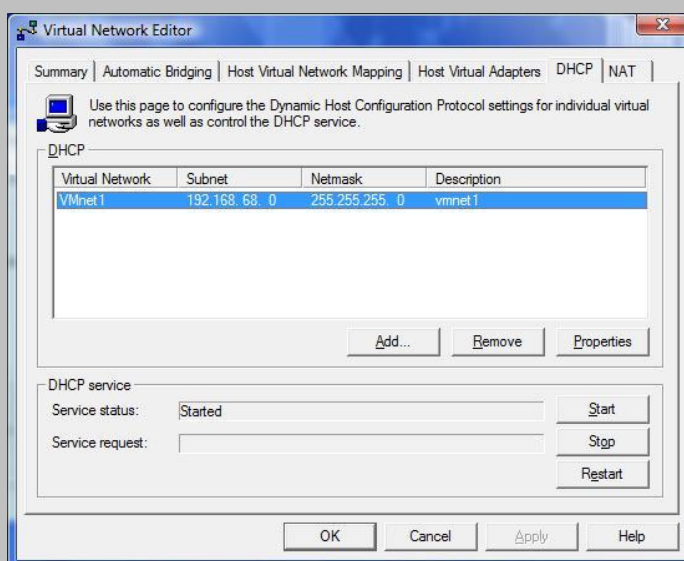 Virtual Network Editor
Summary Automatic Bridging Host Virtual Network Mapping Host Virtual Adapters DHCP NAT
Use this page to configure the Dynamic Host Configuration Protocol settings for individual virtual
networks as well as control the DHCP service.
DHCP
Virtual Network Subnet Netmask Description
VMnet1 192.168. 68. 0 255.255.255. 0 vmnet1
Add... Remove Properties
DHCP service
Service status: Started Start
Service request: Stop
Restart
OK Cancel Apply Help